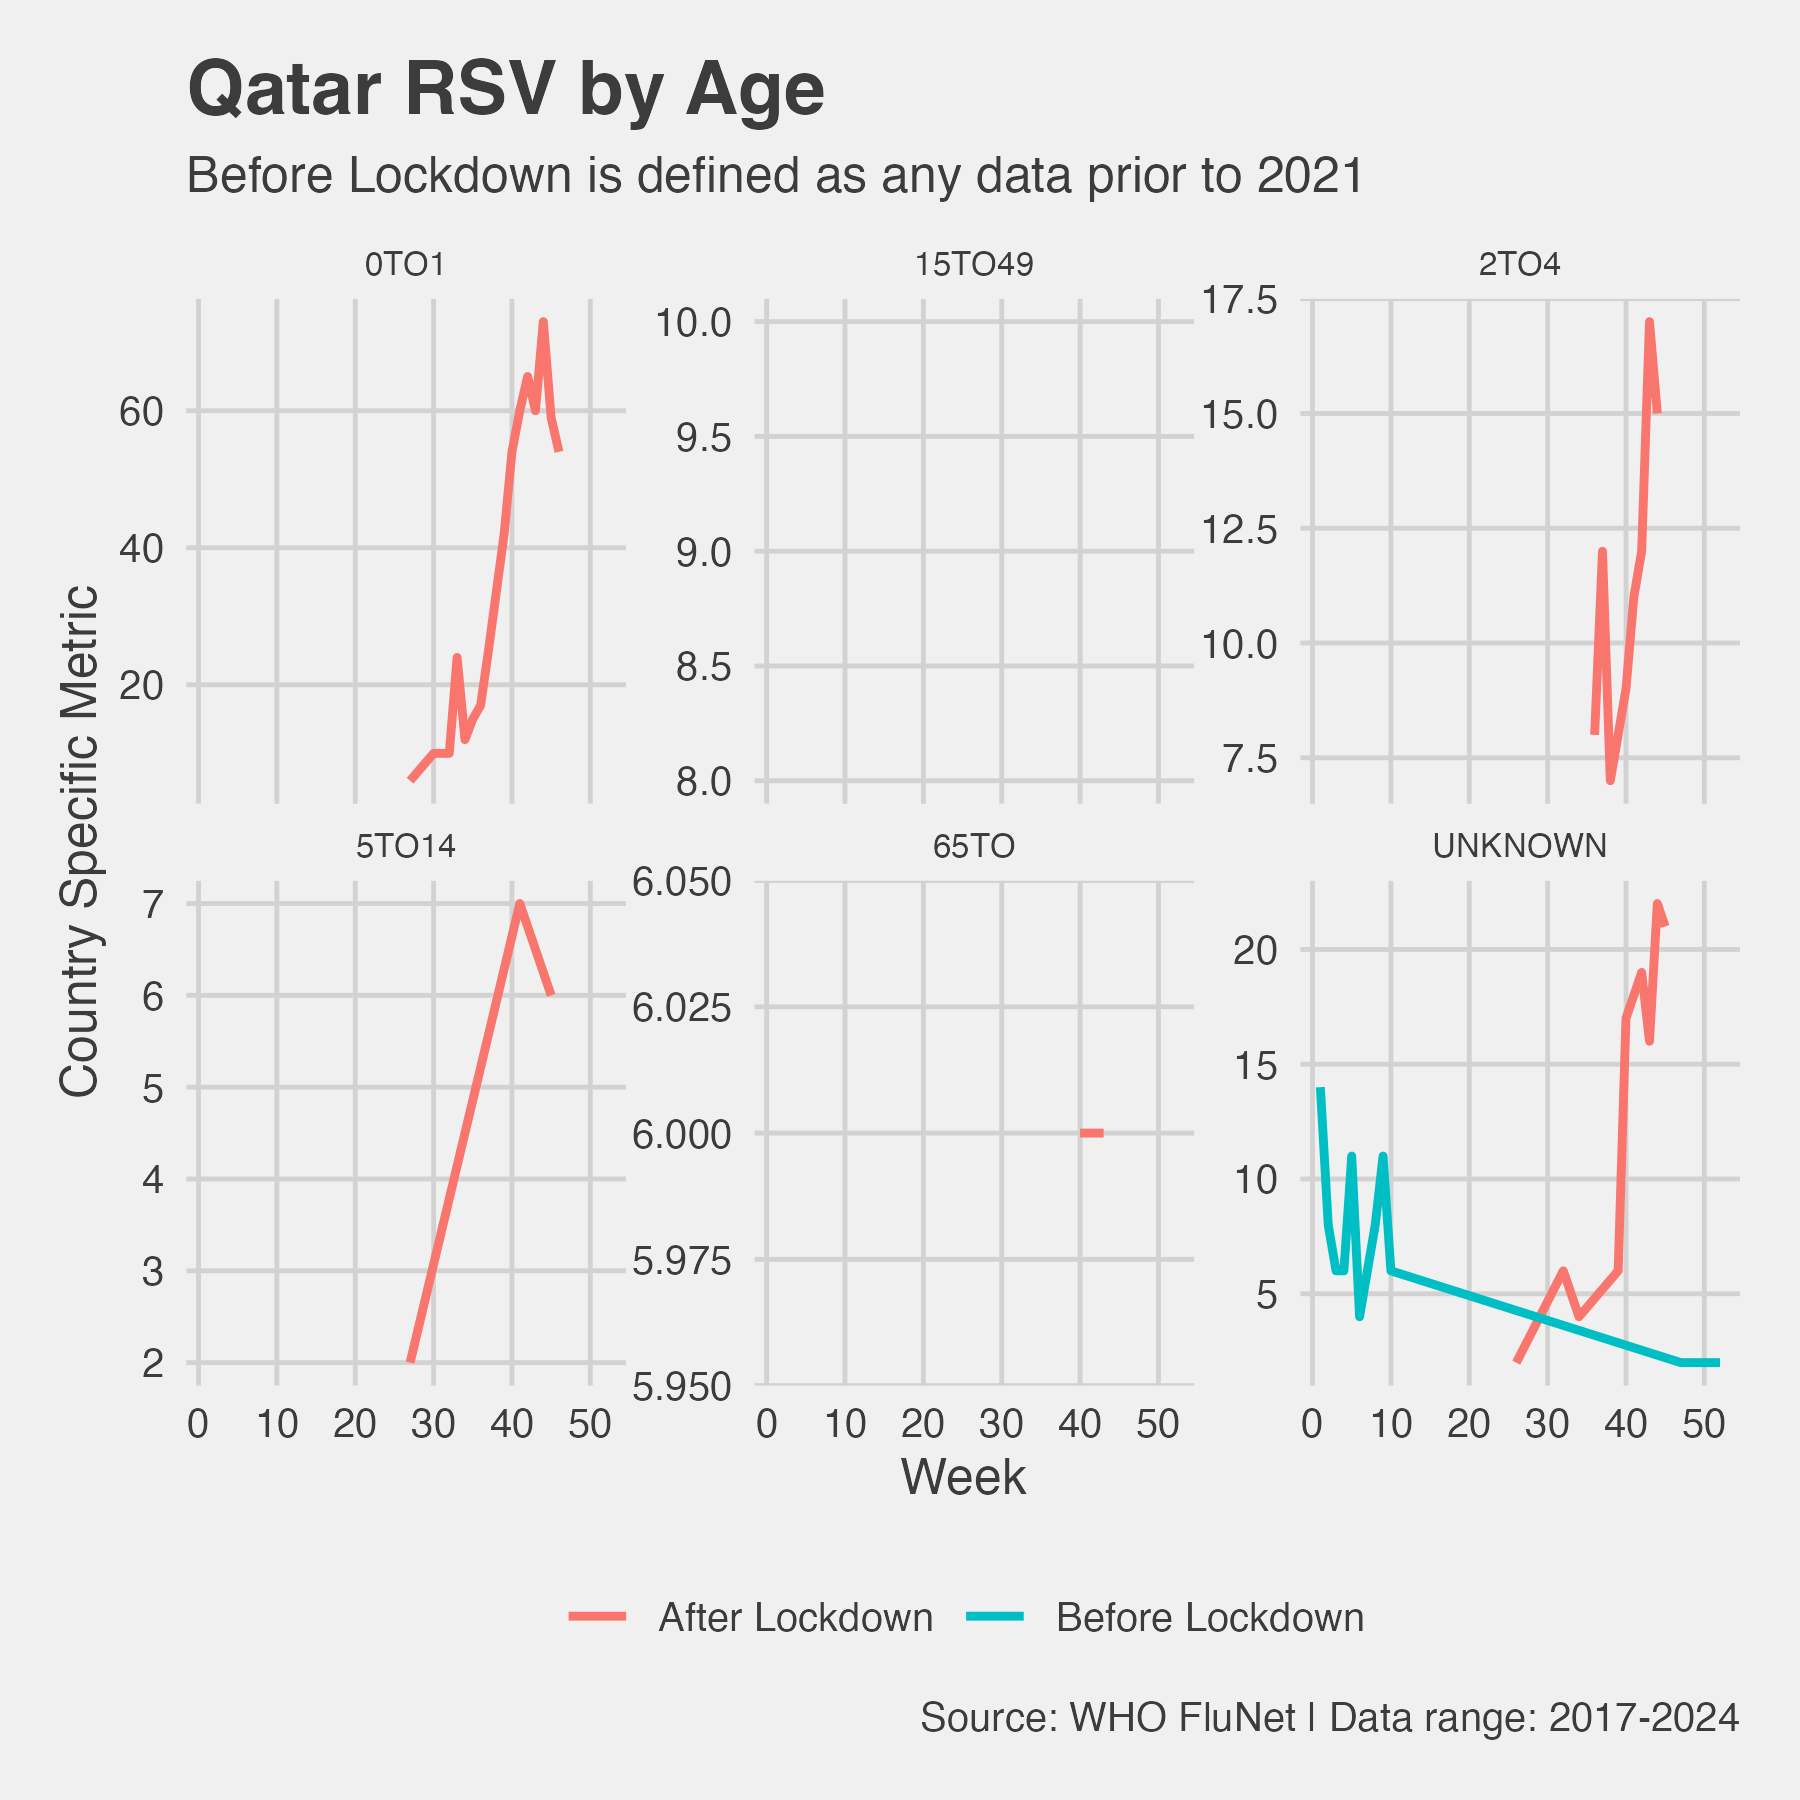 Qatar RSV by Age
Before Lockdown is defined as any data prior to 2021
0TO1
15TO49
2TO4
60
40
20
10.0
9.5
9.0
8.5
8.0
17.5
15.0
12.5
10.0
7.5
Country Specific Metric
5TO14
65TO
UNKNOWN
7
6
5
4
3
2
6.050
6.025
6.000
5.975
5.950
20
15
10
5
0 10 20 30 40 50
0 10 20 30 40 50
0 10 20 30 40 50
Week
After Lockdown
Before Lockdown
Source: WHO FluNet | Data range: 2017-2024